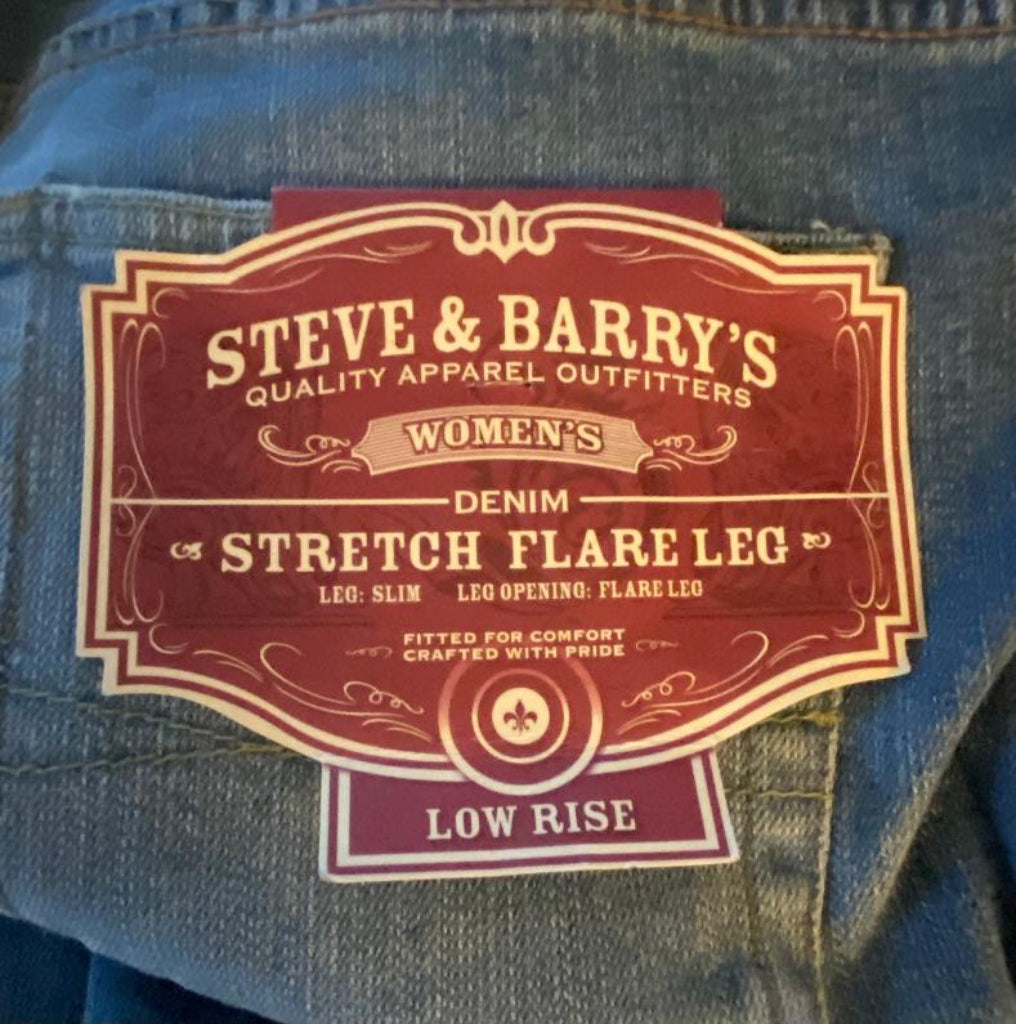 STEVE & BARRY'S
QUALITY APPAREL OUTFITTERS
WOMEN'S
DENIM
STRETCH FLARE LEG
LEG: SLIM LEG OPENING: FLARE LEG
FITTED FOR COMFORT
CRAFTED WITH PRIDE
LOW RISE